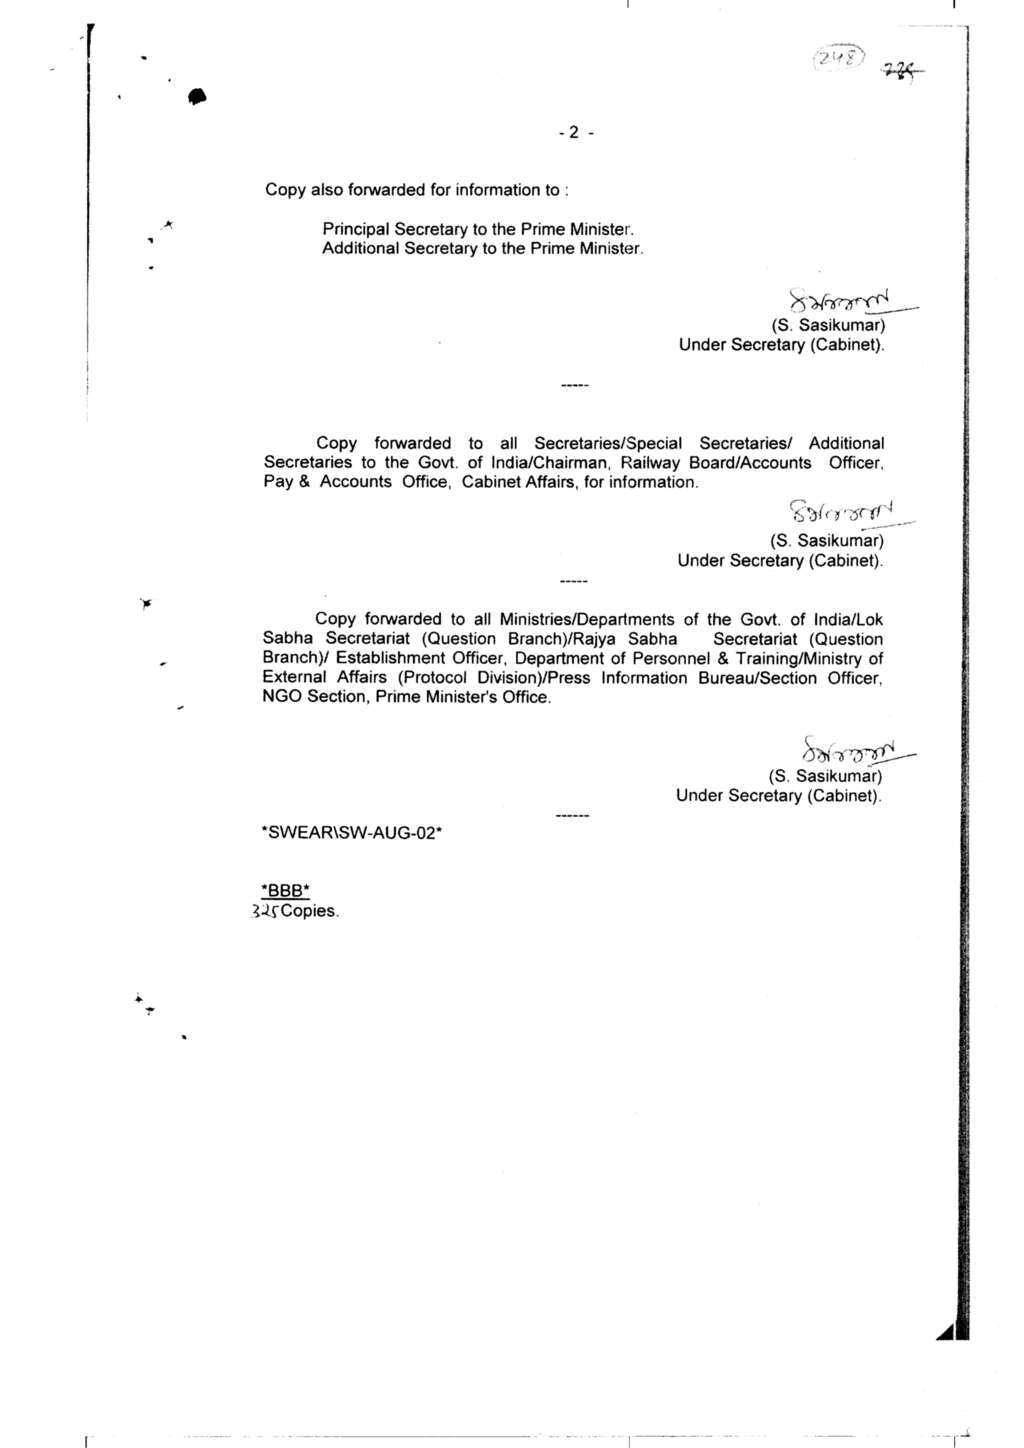 248
- 2 -
Copy also forwarded for information to :
Principal Secretary to the Prime Minister.
Additional Secretary to the Prime Minister.
(S. Sasikumar)
Under Secretary (Cabinet).
-----
Copy forwarded to all Secretaries/Special Secretaries/ Additional
Secretaries to the Govt. of India/Chairman, Railway Board/Accounts Officer,
Pay & Accounts Office, Cabinet Affairs, for information.
(S. Sasikumar)
Under Secretary (Cabinet).
-----
Copy forwarded to all Ministries/Departments of the Govt. of India/Lok
Sabha Secretariat (Question Branch)/Rajya Sabha Secretariat (Question
Branch)/ Establishment Officer, Department of Personnel & Training/Ministry of
External Affairs (Protocol Division)/Press Information Bureau/Section Officer,
NGO Section, Prime Minister's Office.
(S. Sasikumar)
Under Secretary (Cabinet).
------
*SWEAR\SW-AUG-02*
*BBB*
325 Copies.